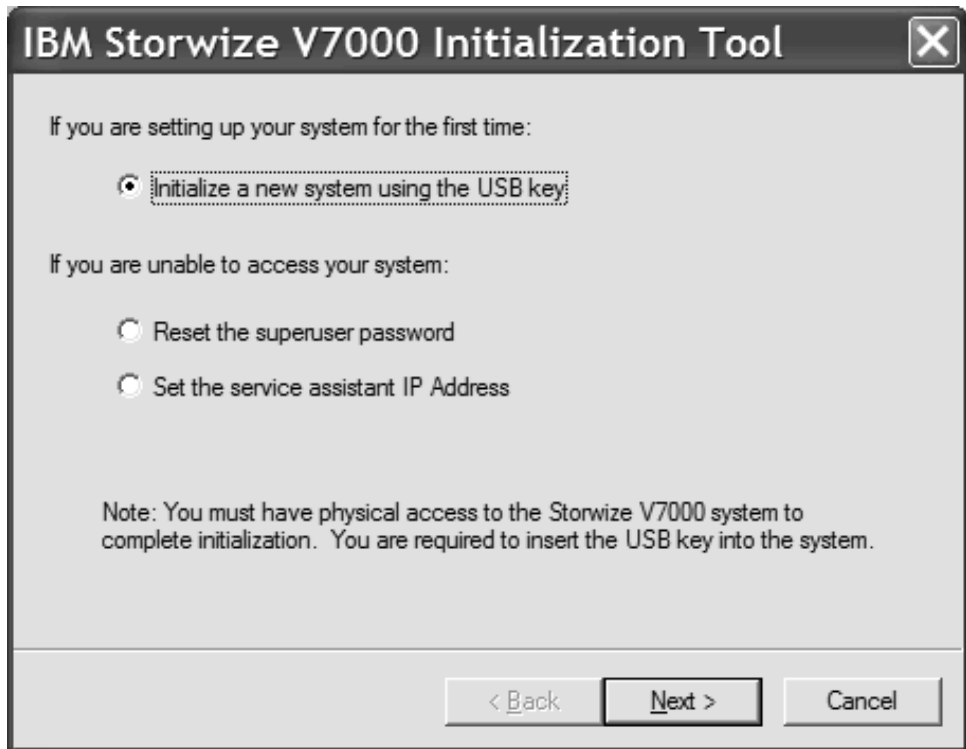 IBM Storwize V7000 Initialization Tool
If you are setting up your system for the first time:
Initialize a new system using the USB key
If you are unable to access your system:
Reset the superuser password
Set the service assistant IP Address
Note: You must have physical access to the Storwize V7000 system to
complete initialization. You are required to insert the USB key into the system.
< Back
Next >
Cancel